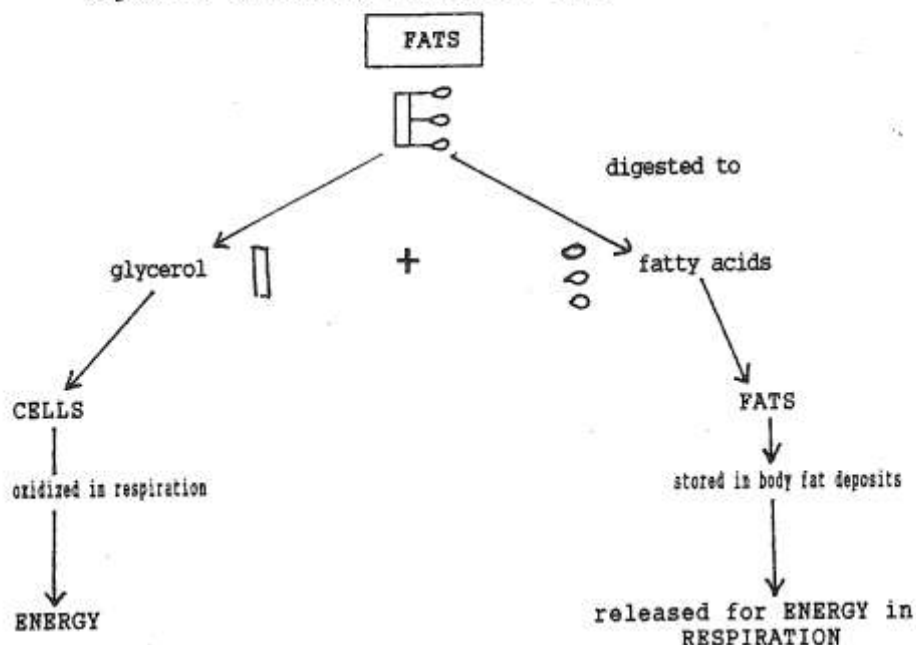 FATS
digested to
glycerol
+
fatty acids
CELLS
FATS
oxidized in respiration
stored in body fat deposits
ENERGY
released for ENERGY in
RESPIRATION